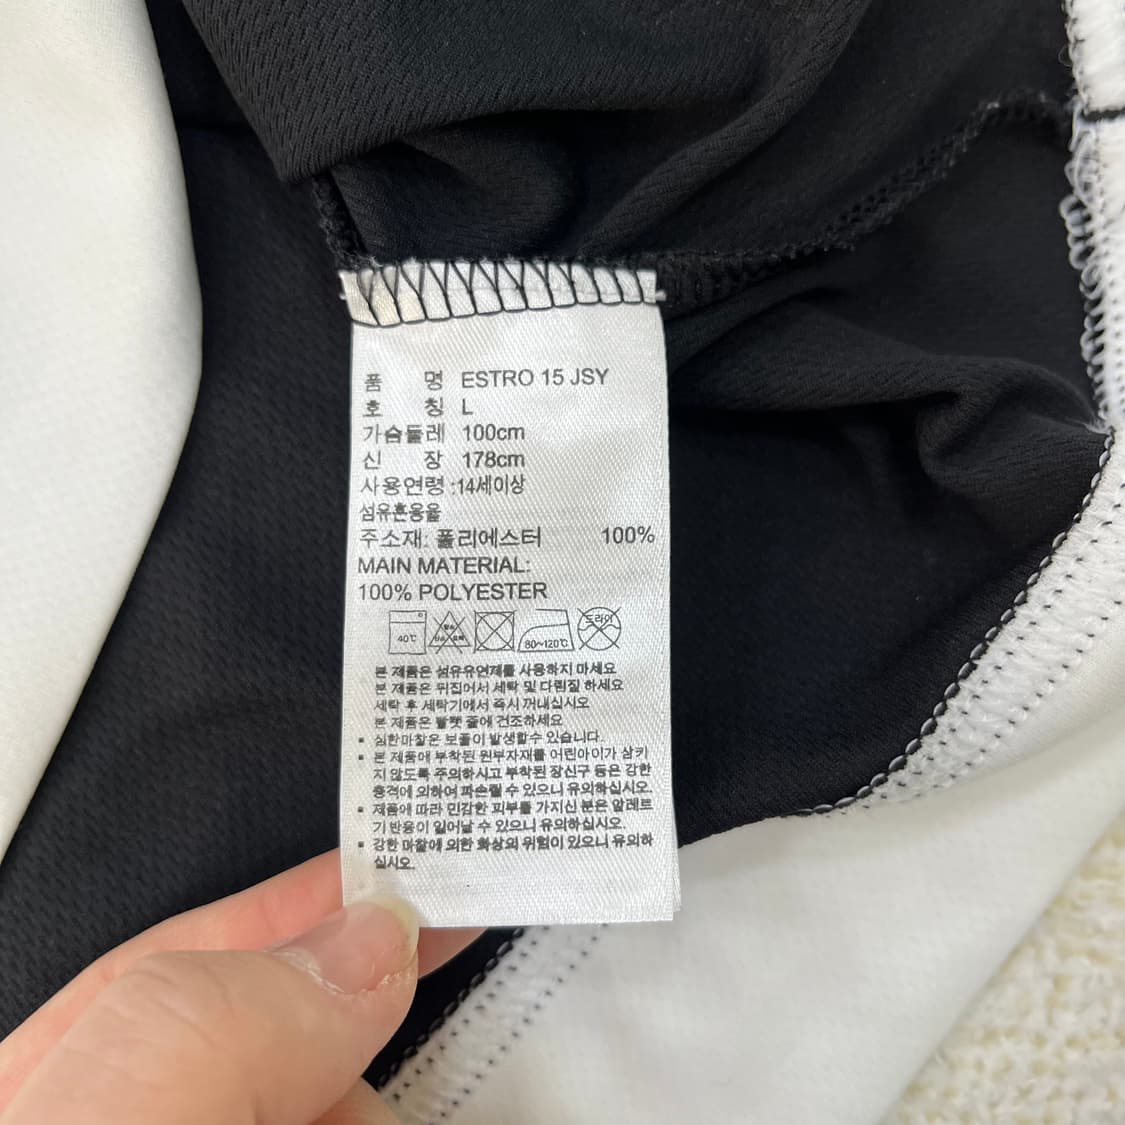 품 명 ESTRO 15 JSY
호 칭 L
가슴둘레 100cm
신 장 178cm
사용연령 :14세이상
섬유혼용율
주소재: 폴리에스터 100%
MAIN MATERIAL:
100% POLYESTER
40℃ 80~120℃ 드라이
본 제품은 섬유유연제를 사용하지 마세요
본 제품은 뒤집어서 세탁 및 다림질 하세요
세탁 후 세탁기에서 즉시 꺼내십시오
본 제품은 빨랫 줄에 건조하세요
▪ 심한마찰은 보풀이 발생할수 있습니다.
▪ 본 제품에 부착된 원부자재를 어린아이가 삼키
지 않도록 주의하시고 부착된 장신구 등은 강한
충격에 의하여 파손될 수 있으니 유의하십시오.
▪ 제품에 따라 민감한 피부를 가지신 분은 알레르
기 반응이 일어날 수 있으니 유의하십시오.
▪ 강한 마찰에 의한 화상의 위험이 있으니 유의하
십시오.